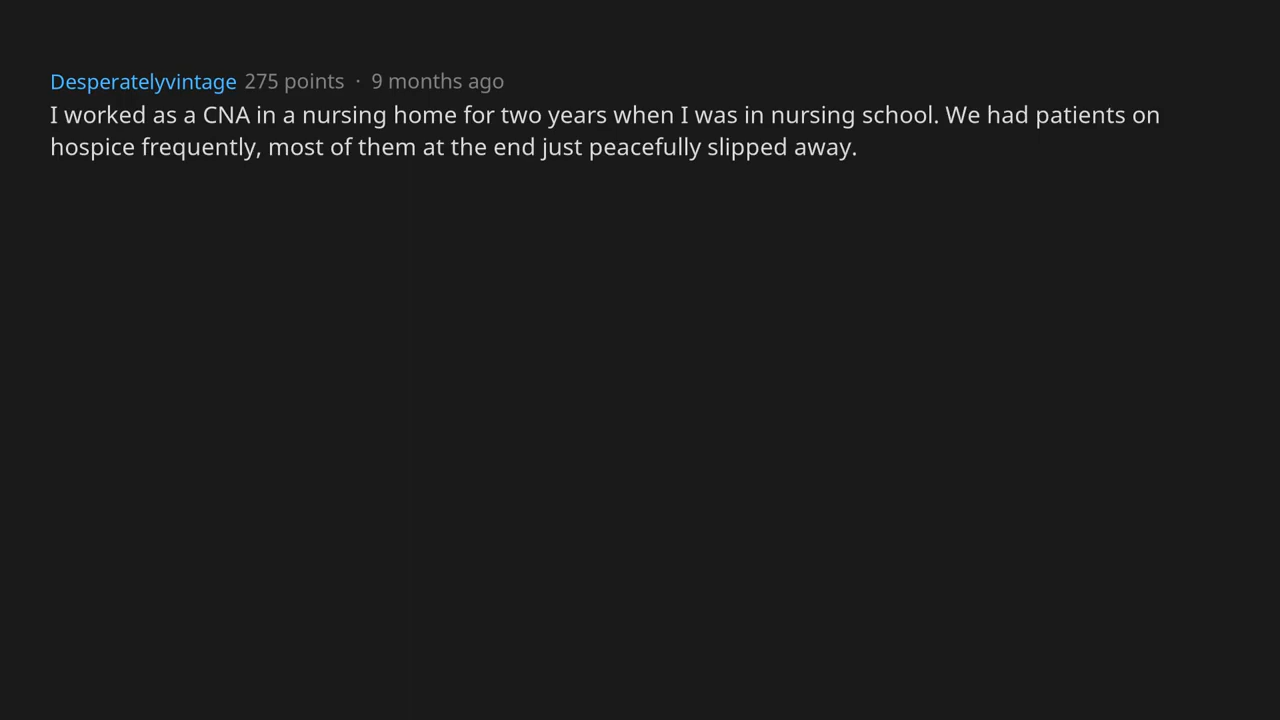 Desperatelyvintage 275 points · 9 months ago
I worked as a CNA in a nursing home for two years when I was in nursing school. We had patients on
hospice frequently, most of them at the end just peacefully slipped away.